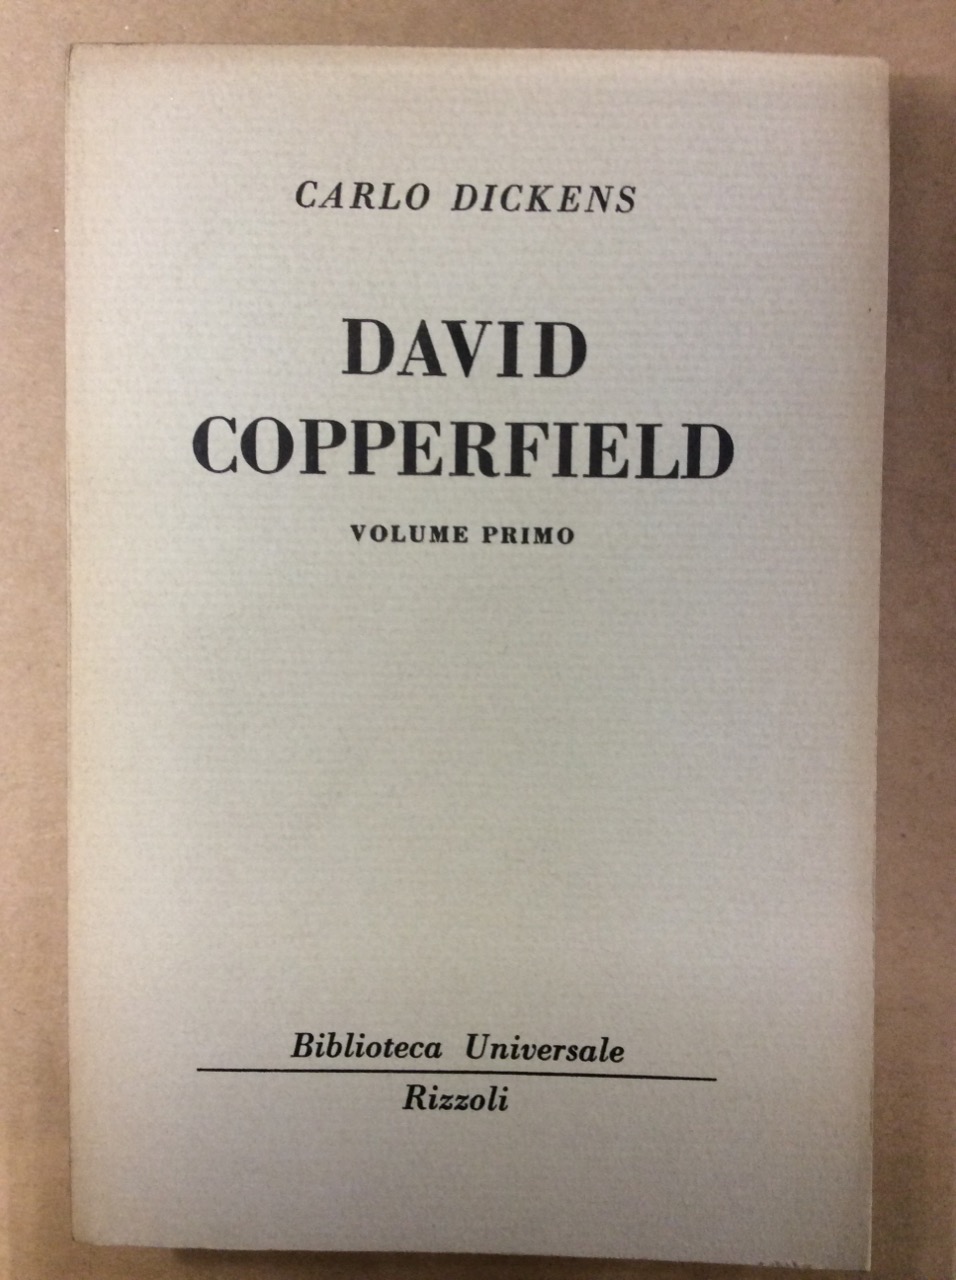 CARLO DICKENS
DAVID
COPPERFIELD
VOLUME PRIMO
Biblioteca Universale
Rizzoli